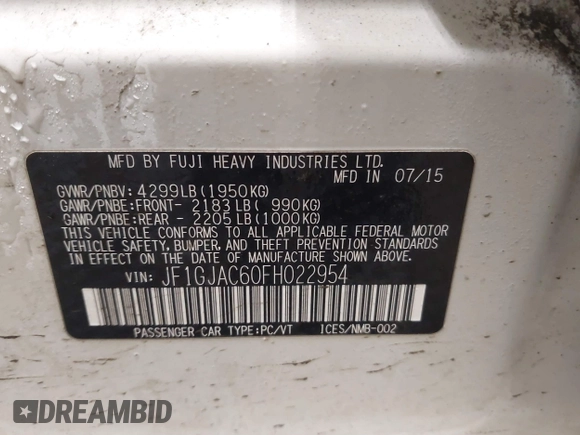 MFD BY FUJI HEAVY INDUSTRIES LTD.
MFD IN 07/15
GVWR/PNBV: 4299LB(1950KG)
GAWR/PNBE:FRONT- 2183LB( 990KG)
GAWR/PNBE:REAR - 2205LB(1000KG)
THIS VEHICLE CONFORMS TO ALL APPLICABLE FEDERAL MOTOR
VEHICLE SAFETY, BUMPER, AND THEFT PREVENTION STANDARDS
IN EFFECT ON THE DATE OF MANUFACTURE SHOWN ABOVE.
VIN: JF1GJAC60FH022954
PASSENGER CAR TYPE:PC/VT ICES/NMB-002
DREAMBID